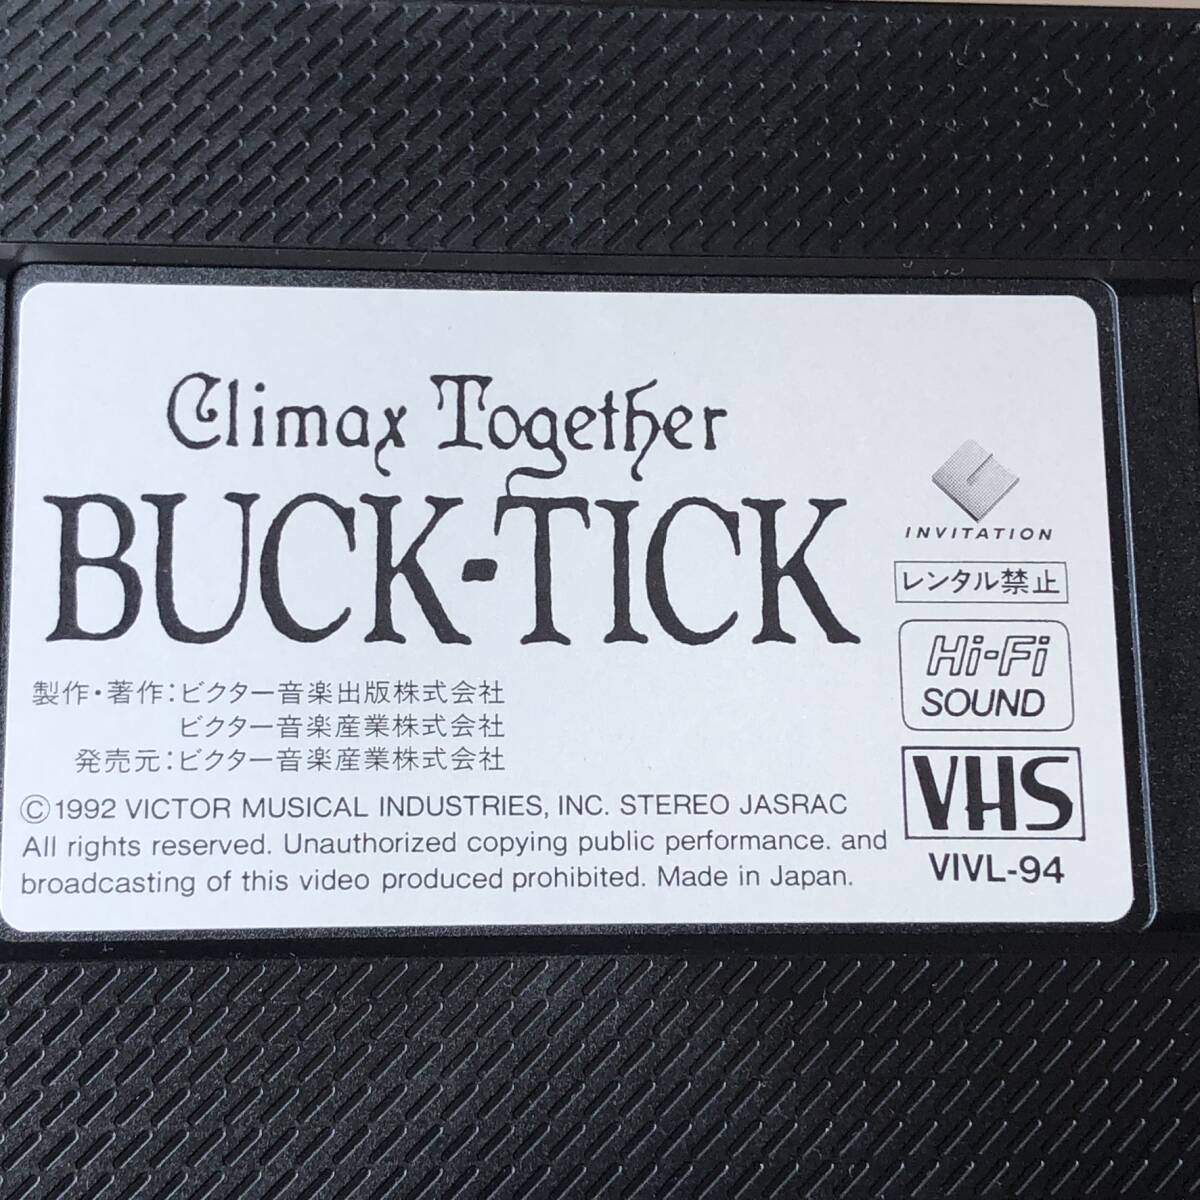 Climax Together
BUCK-TICK
INVITATION
レンタル禁止
Hi-Fi
SOUND
VHS
VIVL-94
製作・著作：ビクター音楽出版株式会社
ビクター音楽産業株式会社
発売元：ビクター音楽産業株式会社
©1992 VICTOR MUSICAL INDUSTRIES, INC. STEREO JASRAC
All rights reserved. Unauthorized copying public performance. and
broadcasting of this video produced prohibited. Made in Japan.